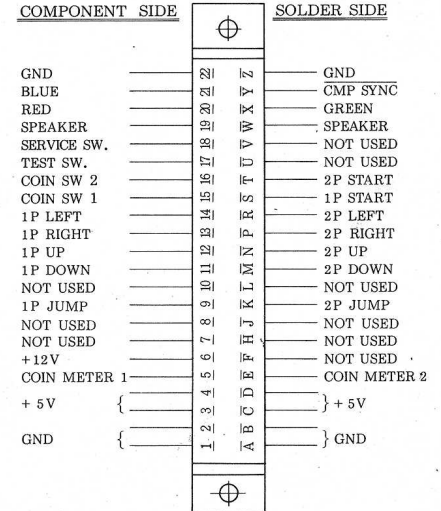 COMPONENT SIDE SOLDER SIDE
GND 22 Z GND
BLUE 21 Y CMP SYNC
RED 20 X GREEN
SPEAKER 19 W SPEAKER
SERVICE SW. 18 V NOT USED
TEST SW. 17 U NOT USED
COIN SW 2 16 T 2P START
COIN SW 1 15 S 1P START
1P LEFT 14 R 2P LEFT
1P RIGHT 13 P 2P RIGHT
1P UP 12 N 2P UP
1P DOWN 11 M 2P DOWN
NOT USED 10 L NOT USED
1P JUMP 9 K 2P JUMP
NOT USED 8 J NOT USED
NOT USED 7 H NOT USED
+12V 6 F NOT USED
COIN METER 1 5 E COIN METER 2
4 D
+ 5V { 3 C } + 5V
2 B
GND { 1 A } GND